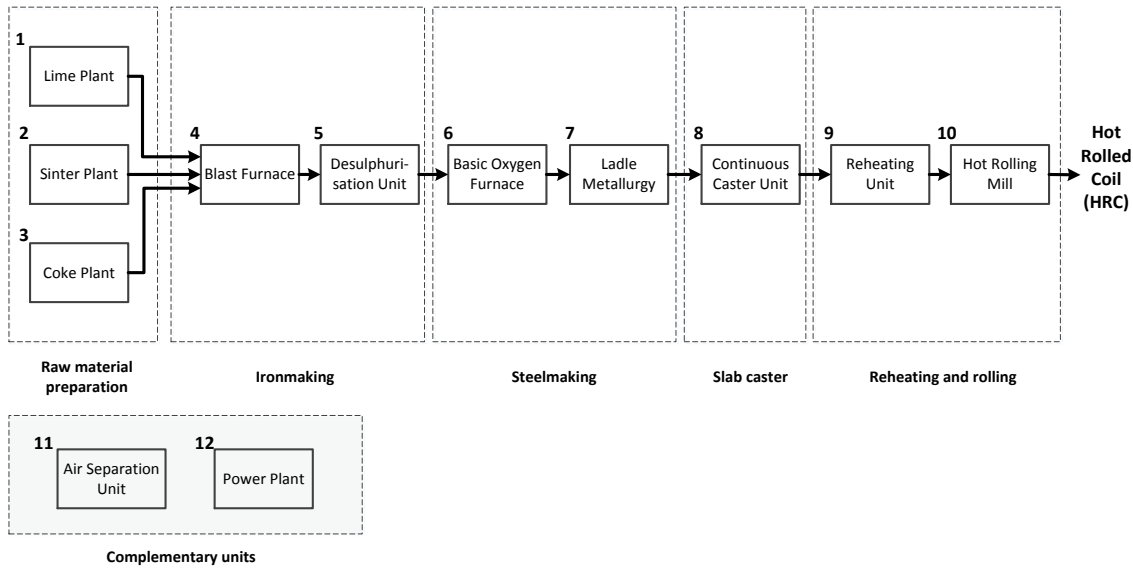 1
Lime Plant
2
Sinter Plant
3
Coke Plant
Raw material
preparation
4
Blast Furnace
5
Desulphuri-
sation Unit
Ironmaking
6
Basic Oxygen
Furnace
7
Ladle
Metallurgy
Steelmaking
8
Continuous
Caster Unit
Slab caster
9
Reheating
Unit
10
Hot Rolling
Mill
Reheating and rolling
Hot
Rolled
Coil
(HRC)
11
Air Separation
Unit
12
Power Plant
Complementary units